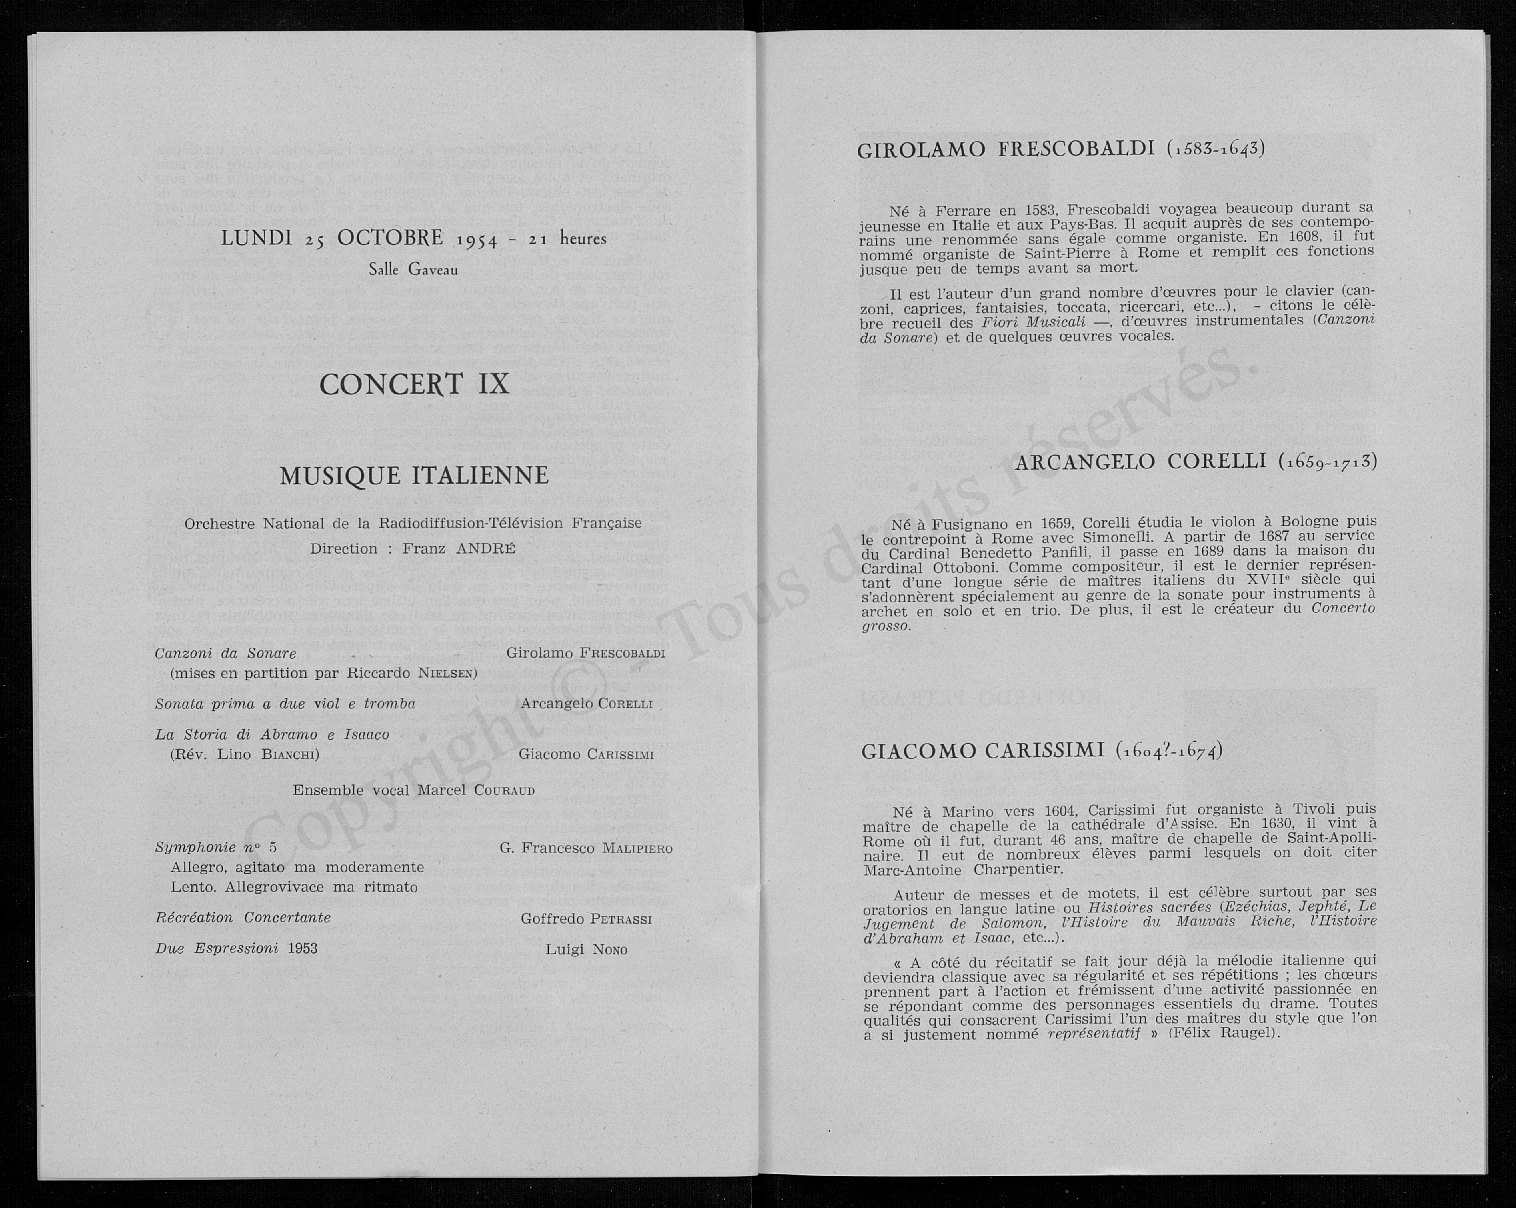 LUNDI 25 OCTOBRE 1954 - 21 heures
Salle Gaveau
CONCERT IX
MUSIQUE ITALIENNE
Orchestre National de la Radiodiffusion-Télévision Française
Direction : Franz ANDRÉ
Canzoni da Sonare Girolamo FRESCOBALDI
(mises en partition par Riccardo NIELSEN)
Sonata prima a due viol e tromba Arcangelo CORELLI
La Storia di Abramo e Isaaco
(Rév. Lino BIANCHI) Giacomo CARISSIMI
Ensemble vocal Marcel COURAUD
Symphonie nº 5 G. Francesco MALIPIERO
Allegro, agitato ma moderamente
Lento. Allegrovivace ma ritmato
Récréation Concertante Goffredo PETRASSI
Due Espressioni 1953 Luigi NONO
GIROLAMO FRESCOBALDI (1583-1643)
Né à Ferrare en 1583, Frescobaldi voyagea beaucoup durant sa
jeunesse en Italie et aux Pays-Bas. Il acquit auprès de ses contempo-
rains une renommée sans égale comme organiste. En 1608, il fut
nommé organiste de Saint-Pierre à Rome et remplit ces fonctions
jusque peu de temps avant sa mort.
Il est l'auteur d'un grand nombre d'œuvres pour le clavier (can-
zoni, caprices, fantaisies, toccata, ricercari, etc...), - citons le célè-
bre recueil des Fiori Musicali —, d'œuvres instrumentales (Canzoni
da Sonare) et de quelques œuvres vocales.
ARCANGELO CORELLI (1659-1713)
Né à Fusignano en 1659, Corelli étudia le violon à Bologne puis
le contrepoint à Rome avec Simonelli. A partir de 1687 au service
du Cardinal Benedetto Panfili, il passe en 1689 dans la maison du
Cardinal Ottoboni. Comme compositeur, il est le dernier représen-
tant d'une longue série de maîtres italiens du XVIIe siècle qui
s'adonnèrent spécialement au genre de la sonate pour instruments à
archet en solo et en trio. De plus, il est le créateur du Concerto
grosso.
GIACOMO CARISSIMI (1604?-1674)
Né à Marino vers 1604, Carissimi fut organiste à Tivoli puis
maître de chapelle de la cathédrale d'Assise. En 1630, il vint à
Rome où il fut, durant 46 ans, maître de chapelle de Saint-Apolli-
naire. Il eut de nombreux élèves parmi lesquels on doit citer
Marc-Antoine Charpentier.
Auteur de messes et de motets, il est célèbre surtout par ses
oratorios en langue latine ou Histoires sacrées (Ezéchias, Jephté, Le
Jugement de Salomon, l'Histoire du Mauvais Riche, l'Histoire
d'Abraham et Isaac, etc...).
« A côté du récitatif se fait jour déjà la mélodie italienne qui
deviendra classique avec sa régularité et ses répétitions ; les chœurs
prennent part à l'action et frémissent d'une activité passionnée en
se répondant comme des personnages essentiels du drame. Toutes
qualités qui consacrent Carissimi l'un des maîtres du style que l'on
a si justement nommé représentatif » (Félix Raugel).
Copyright © - Tous droits réservés.